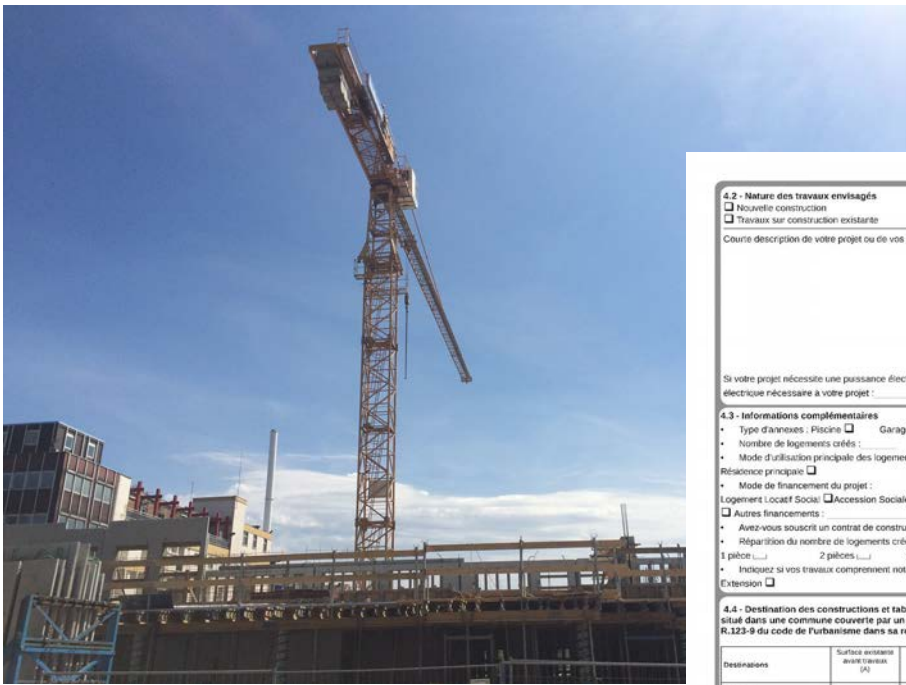 4.2 - Nature des travaux envisagés
Nouvelle construction
Travaux sur construction existante
Courte description de votre projet ou de vos
Si votre projet nécessite une puissance élec
électrique nécessaire à votre projet :
4.3 - Informations complémentaires
• Type d'annexes : Piscine Garag
• Nombre de logements créés :
• Mode d'utilisation principale des logemen
Résidence principale
• Mode de financement du projet :
Logement Locatif Social Accession Sociale
Autres financements :
• Avez-vous souscrit un contrat de constru
• Répartition du nombre de logements cré
1 pièce 2 pièces
• Indiquez si vos travaux comprennent not
Extension
4.4 - Destination des constructions et tab
situé dans une commune couverte par un
R.123-9 du code de l'urbanisme dans sa r
Destinations
Surface existante
avant travaux
(A)